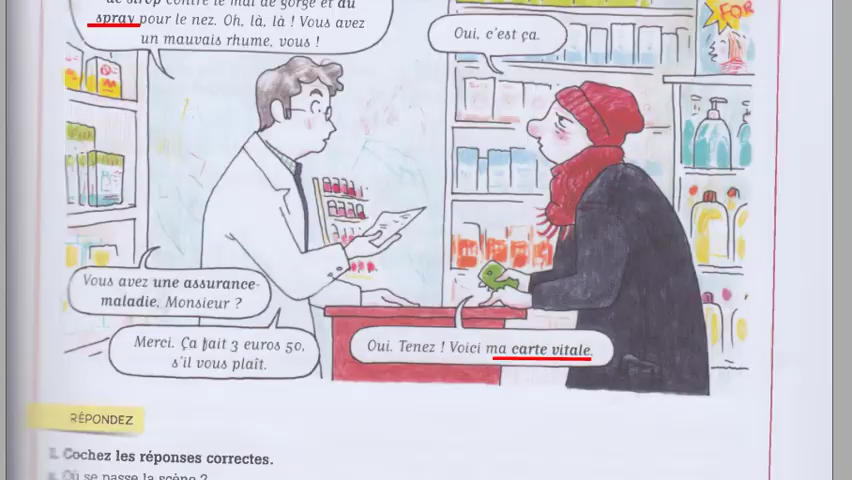 de sirop contre le mal de gorge et du
spray pour le nez. Oh, là, là ! Vous avez
un mauvais rhume, vous !
Oui, c'est ça.
FOR
Vous avez une assurance-
maladie, Monsieur ?
Oui. Tenez ! Voici ma carte vitale.
Merci. Ça fait 3 euros 50,
s'il vous plaît.
RÉPONDEZ
1. Cochez les réponses correctes.
Où se passe la scène ?